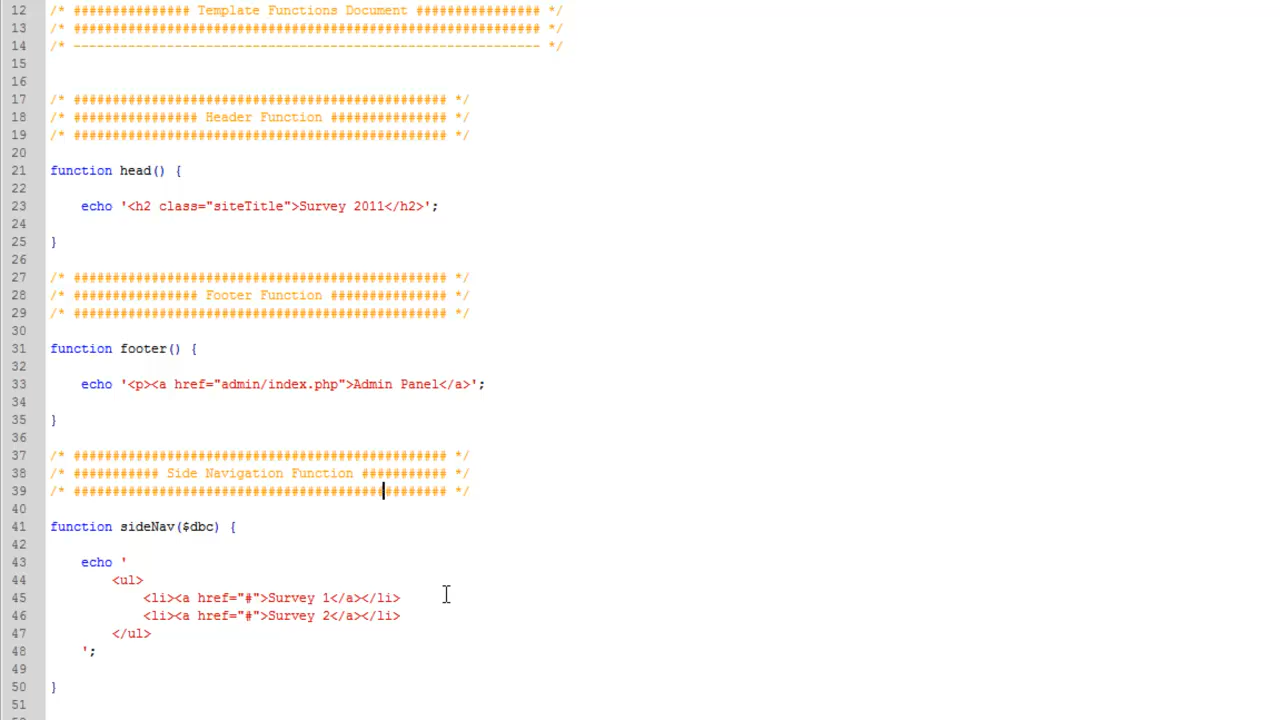 12 /* ############### Template Functions Document ################ */
13 /* ############################################################ */
14 /* ------------------------------------------------------------ */
15
16
17 /* ################################################ */
18 /* ################ Header Function ############### */
19 /* ################################################ */
20
21 function head() {
22
23 echo '<h2 class="siteTitle">Survey 2011</h2>';
24
25 }
26
27 /* ################################################ */
28 /* ################ Footer Function ############### */
29 /* ################################################ */
30
31 function footer() {
32
33 echo '<p><a href="admin/index.php">Admin Panel</a>';
34
35 }
36
37 /* ################################################ */
38 /* ########### Side Navigation Function ########### */
39 /* ################################################ */
40
41 function sideNav($dbc) {
42
43 echo '
44 <ul>
45 <li><a href="#">Survey 1</a></li>
46 <li><a href="#">Survey 2</a></li>
47 </ul>
48 ';
49
50 }
51